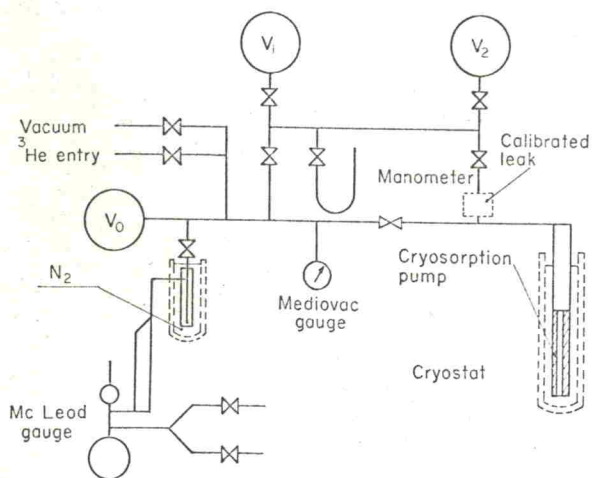 V₁
V₂
Vacuum
³He entry
Calibrated
leak
Manometer
V₀
N₂
Mediovac
gauge
Cryosorption
pump
Cryostat
Mc Leod
gauge